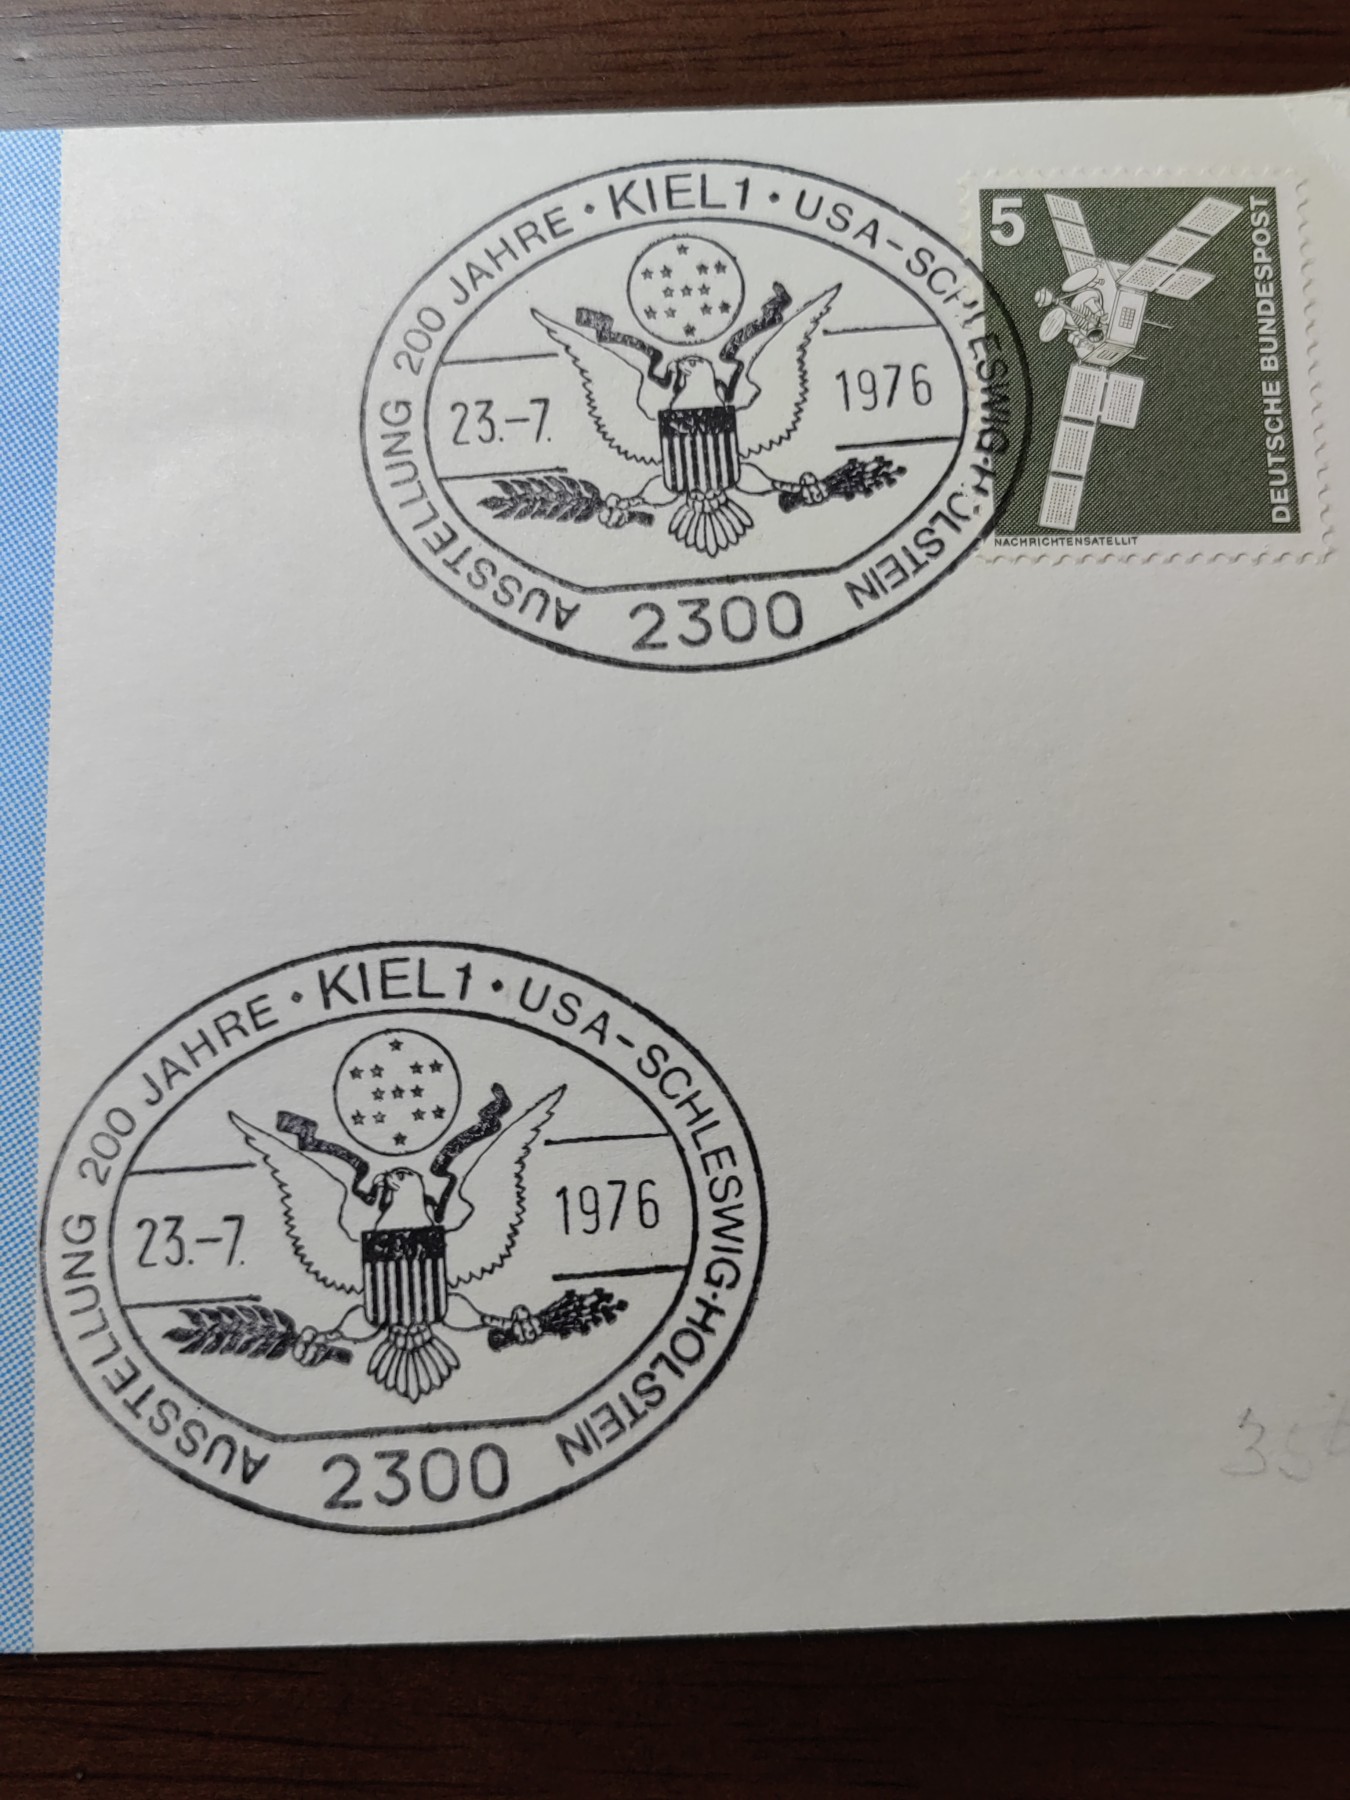 AUSSTELLUNG 200 JAHRE · KIEL 1 · USA-SCHLESWIG·HOLSTEIN
23.-7. 1976
2300
5
DEUTSCHE BUNDESPOST
NACHRICHTENSATELLIT
AUSSTELLUNG 200 JAHRE · KIEL 1 · USA-SCHLESWIG·HOLSTEIN
23.-7. 1976
2300